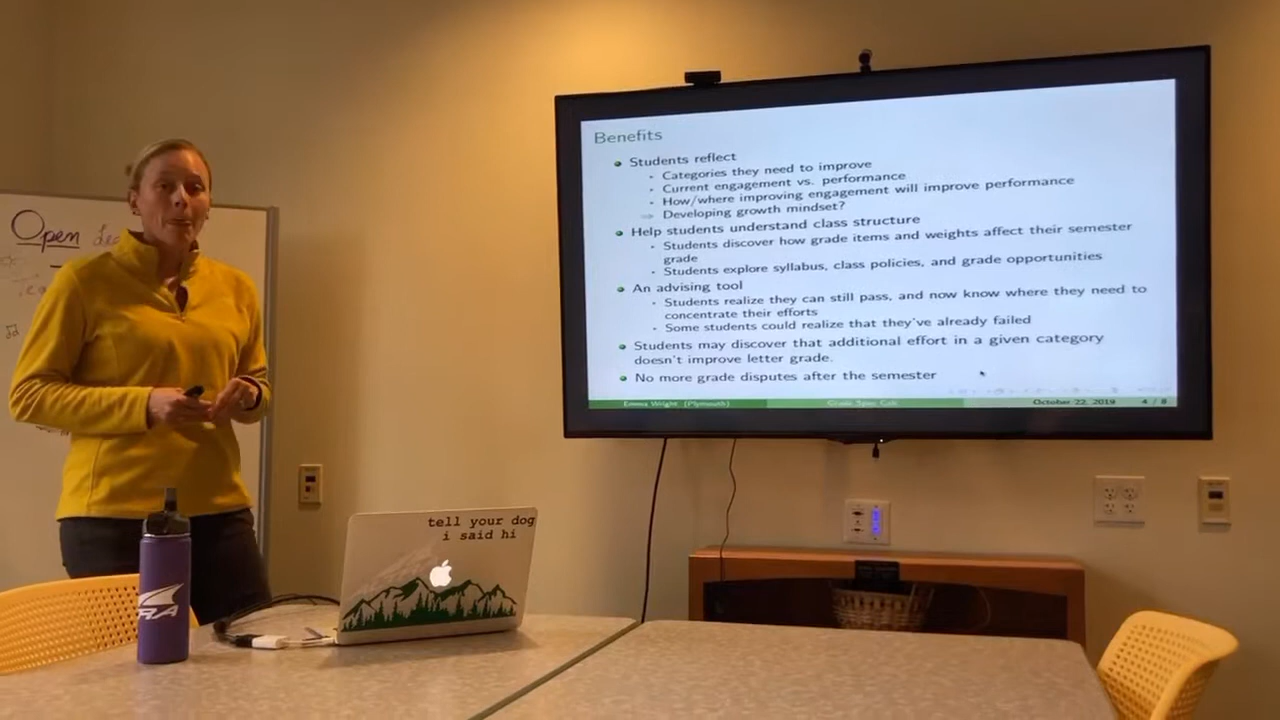 Open
Benefits
Students reflect
Categories they need to improve
Current engagement vs. performance
How/where improving engagement will improve performance
Developing growth mindset?
Help students understand class structure
Students discover how grade items and weights affect their semester
grade
Students explore syllabus, class policies, and grade opportunities
An advising tool
Students realize they can still pass, and now know where they need to
concentrate their efforts
Some students could realize that they've already failed
Students may discover that additional effort in a given category
doesn't improve letter grade.
No more grade disputes after the semester
Emma Wright (Plymouth)
Grade Spec Calc
October 22, 2019
4 / 8
tell your dog
i said hi
RA